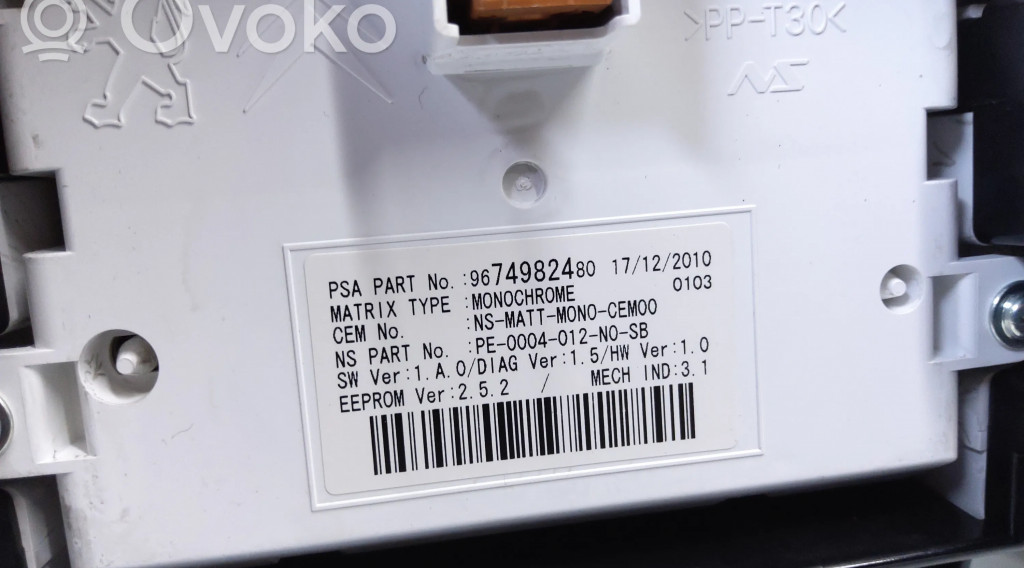 Ovoko
>PP-T30<
NS
PSA PART No. :9674982480 17/12/2010
MATRIX TYPE :MONOCHROME 0103
CEM No. :NS-MATT-MONO-CEM00
NS PART No. :PE-0004-012-NO-SB
SW Ver:1.A.0/DIAG Ver:1.5/HW Ver:1.0
EEPROM Ver:2.5.2 / MECH IND:3.1